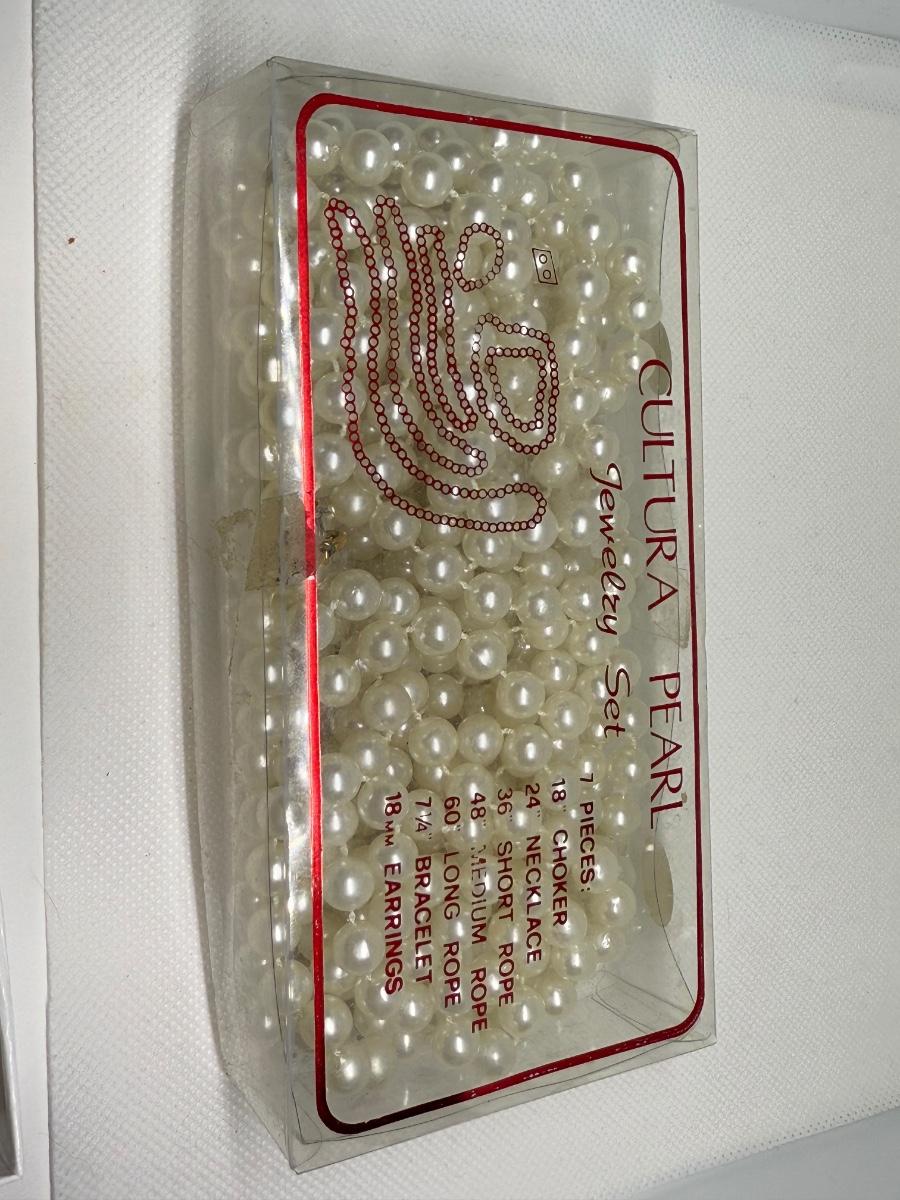 CULTURA PEARL
Jewelry Set
7 PIECES:
18" CHOKER
24" NECKLACE
36" SHORT ROPE
48" MEDIUM ROPE
60" LONG ROPE
7¼" BRACELET
18MM EARRINGS